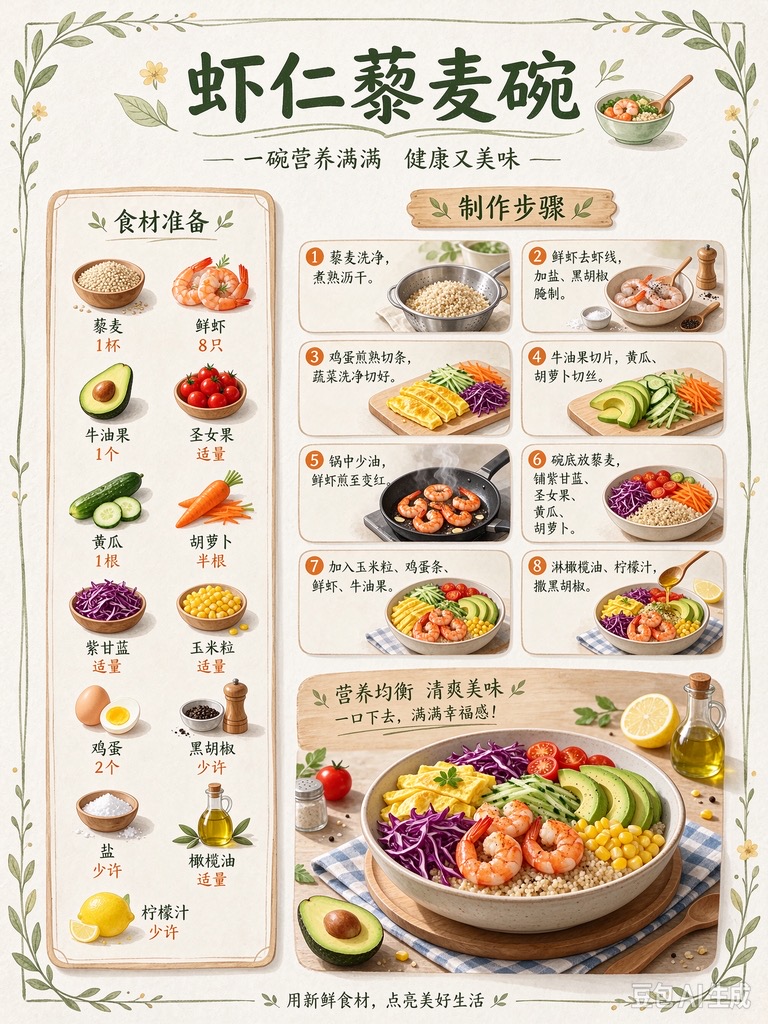 虾仁藜麦碗
一碗营养满满 健康又美味
食材准备
藜麦
1杯
鲜虾
8只
牛油果
1个
圣女果
适量
黄瓜
1根
胡萝卜
半根
紫甘蓝
适量
玉米粒
适量
鸡蛋
2个
黑胡椒
少许
盐
少许
橄榄油
适量
柠檬汁
少许
制作步骤
1 藜麦洗净,
煮熟沥干。
2 鲜虾去虾线,
加盐、黑胡椒
腌制。
3 鸡蛋煎熟切条,
蔬菜洗净切好。
4 牛油果切片,黄瓜、
胡萝卜切丝。
5 锅中少油,
鲜虾煎至变红。
6 碗底放藜麦,
铺紫甘蓝、
圣女果、
黄瓜、
胡萝卜。
7 加入玉米粒、鸡蛋条、
鲜虾、牛油果。
8 淋橄榄油、柠檬汁,
撒黑胡椒。
营养均衡 清爽美味
一口下去,满满幸福感!
用新鲜食材,点亮美好生活
豆包AI生成